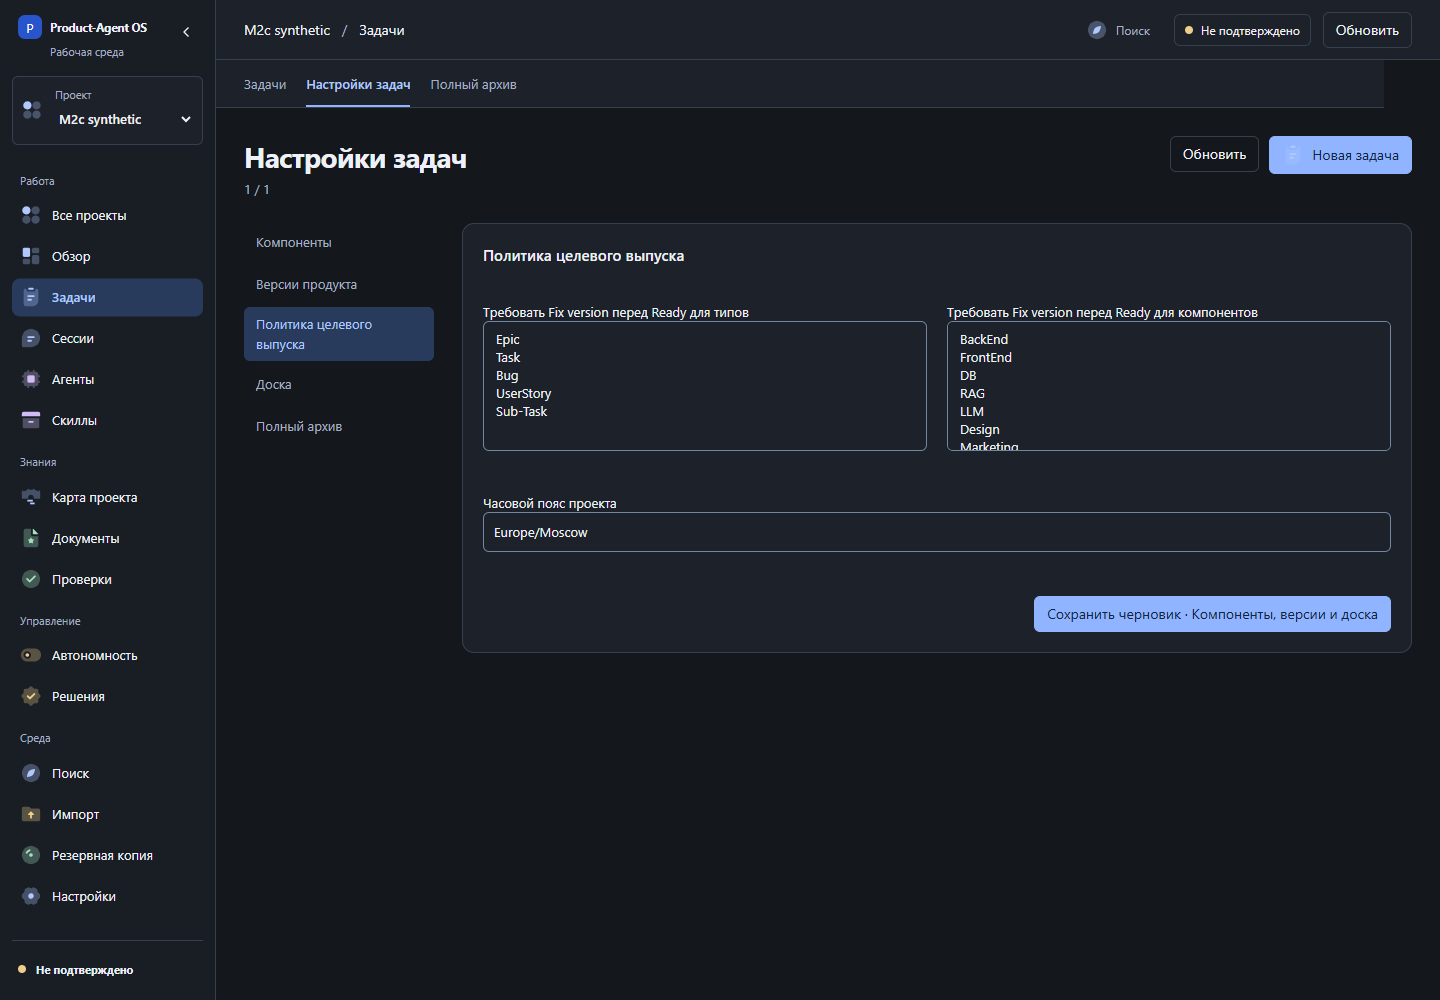 P
Product-Agent OS
Рабочая среда
Проект
M2c synthetic
Работа
Все проекты
Обзор
Задачи
Сессии
Агенты
Скиллы
Знания
Карта проекта
Документы
Проверки
Управление
Автономность
Решения
Среда
Поиск
Импорт
Резервная копия
Настройки
Не подтверждено
M2c synthetic / Задачи
Поиск
Не подтверждено
Обновить
Задачи
Настройки задач
Полный архив
Настройки задач
1 / 1
Обновить
Новая задача
Компоненты
Версии продукта
Политика целевого
выпуска
Доска
Полный архив
Политика целевого выпуска
Требовать Fix version перед Ready для типов
Epic
Task
Bug
UserStory
Sub-Task
Требовать Fix version перед Ready для компонентов
BackEnd
FrontEnd
DB
RAG
LLM
Design
Marketing
Часовой пояс проекта
Europe/Moscow
Сохранить черновик · Компоненты, версии и доска